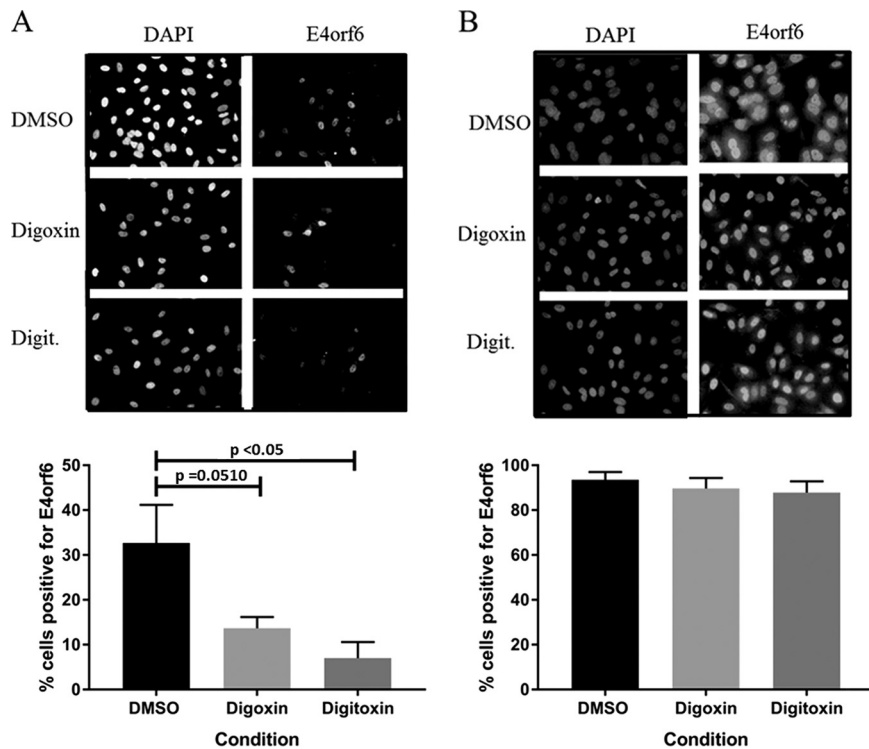 A
DAPI E4orf6
DMSO
Digoxin
Digit.
p <0.05
p =0.0510
50
40
30
20
10
0
% cells positive for E4orf6
DMSO Digoxin Digitoxin
Condition
B
DAPI E4orf6
DMSO
Digoxin
Digit.
100
80
60
40
20
0
% cells positive for E4orf6
DMSO Digoxin Digitoxin
Condition